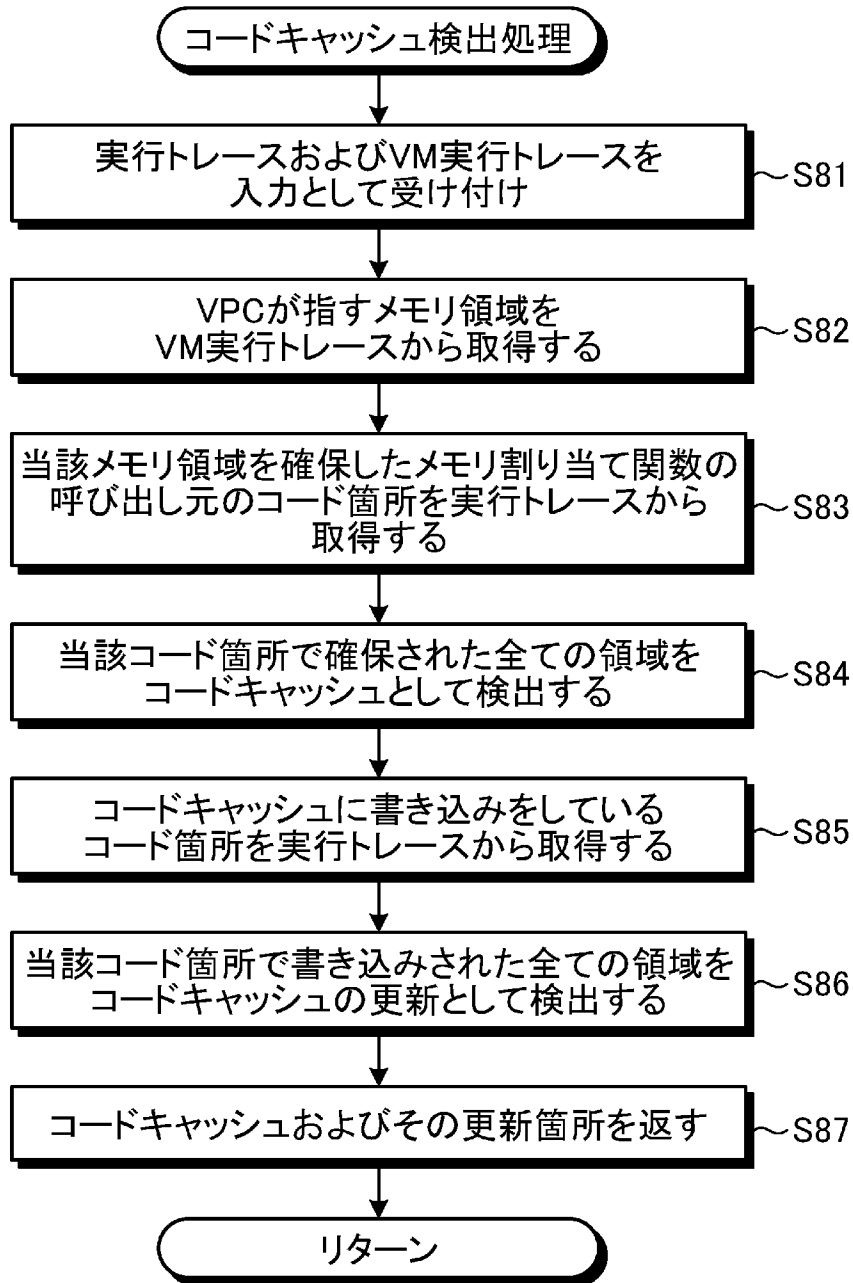 コードキャッシュ検出処理
実行トレースおよびVM実行トレースを
入力として受け付け
S81
VPCが指すメモリ領域を
VM実行トレースから取得する
S82
当該メモリ領域を確保したメモリ割り当て関数の
呼び出し元のコード箇所を実行トレースから
取得する
S83
当該コード箇所で確保された全ての領域を
コードキャッシュとして検出する
S84
コードキャッシュに書き込みをしている
コード箇所を実行トレースから取得する
S85
当該コード箇所で書き込みされた全ての領域を
コードキャッシュの更新として検出する
S86
コードキャッシュおよびその更新箇所を返す
S87
リターン